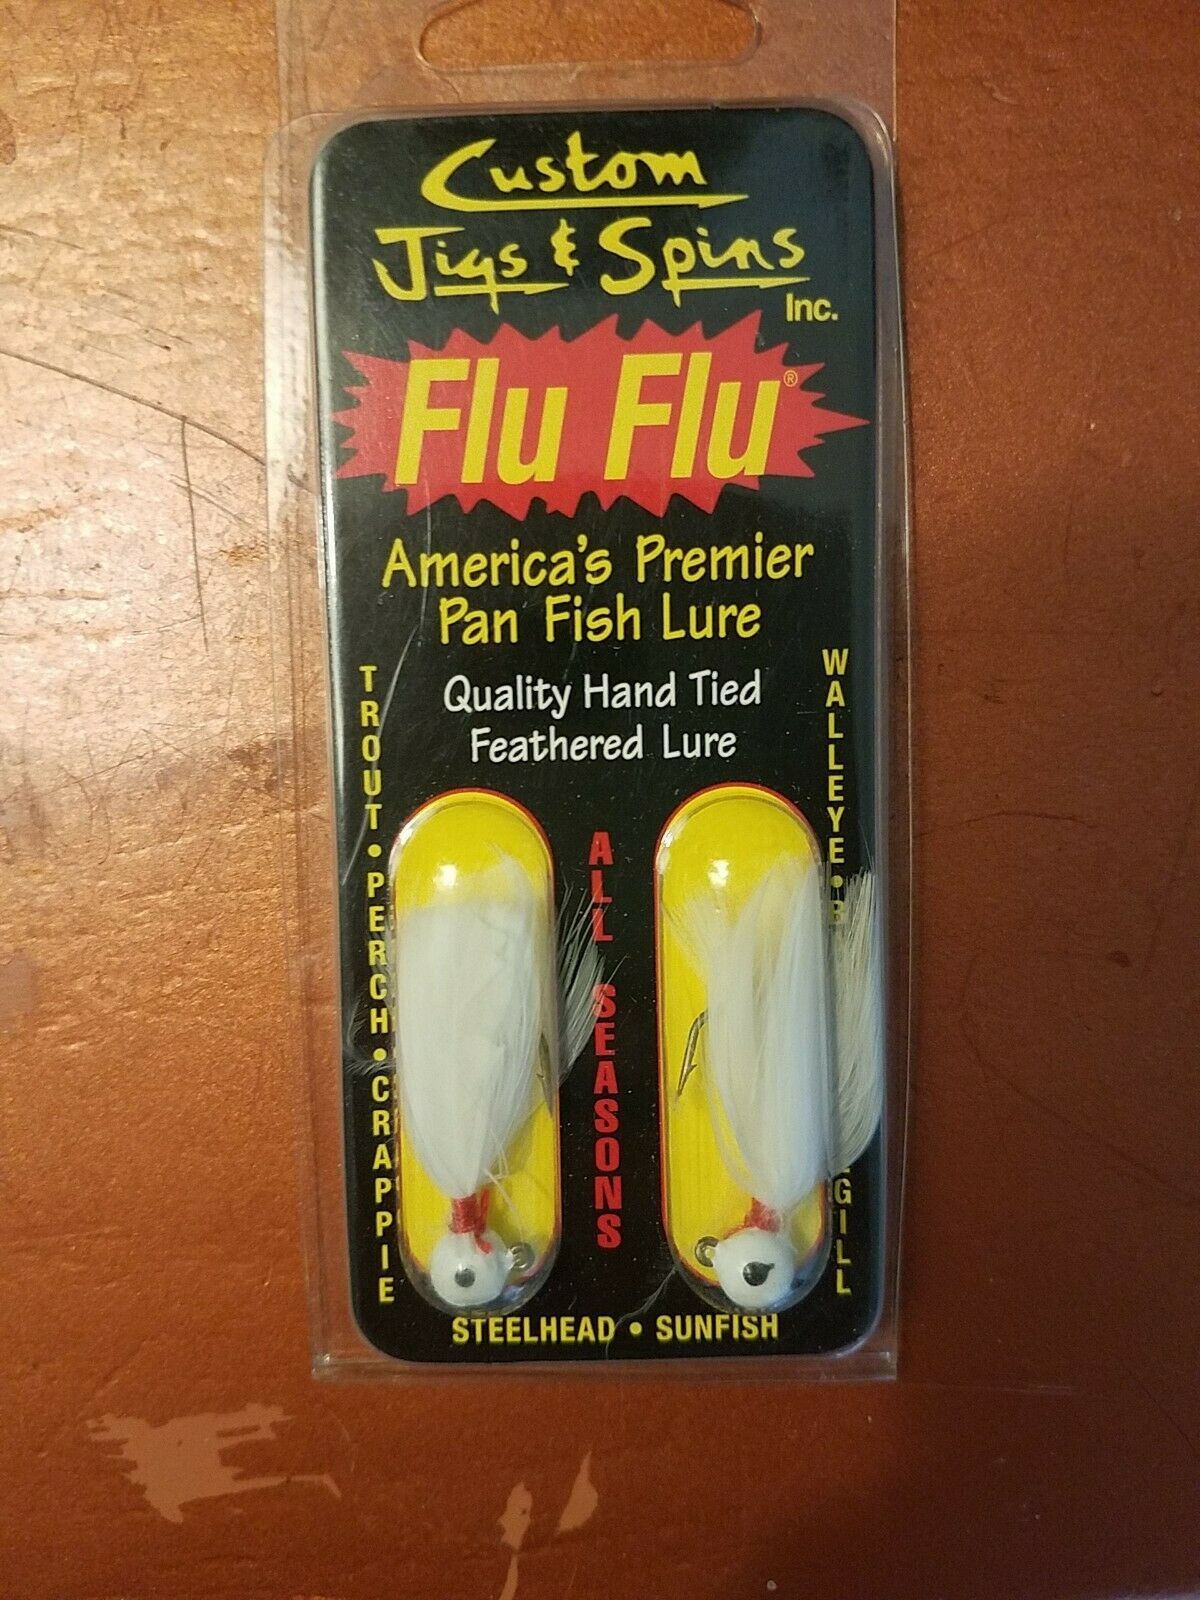 Custom
Jigs & Spins
Inc.
Flu Flu®
America's Premier
Pan Fish Lure
Quality Hand Tied
Feathered Lure
TROUT • PERCH • CRAPPIE
ALL SEASONS
WALLEYE •
STEELHEAD • SUNFISH